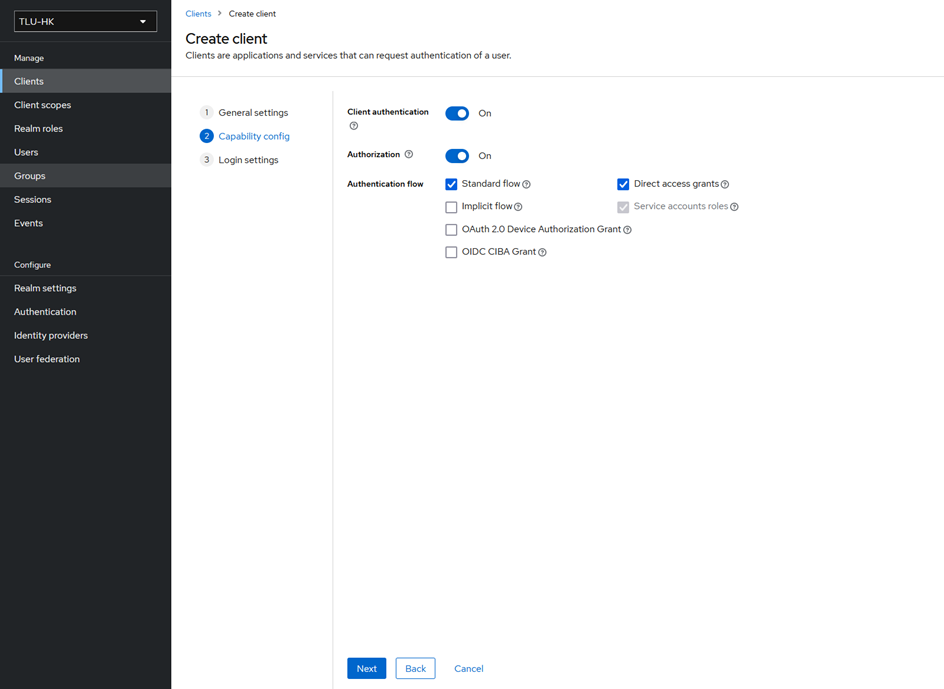 TLU-HK
Manage
Clients
Client scopes
Realm roles
Users
Groups
Sessions
Events
Configure
Realm settings
Authentication
Identity providers
User federation
Clients > Create client
Create client
Clients are applications and services that can request authentication of a user.
1 General settings
2 Capability config
3 Login settings
Client authentication
On
Authorization
On
Authentication flow
Standard flow
Direct access grants
Implicit flow
Service accounts roles
OAuth 2.0 Device Authorization Grant
OIDC CIBA Grant
Next Back Cancel